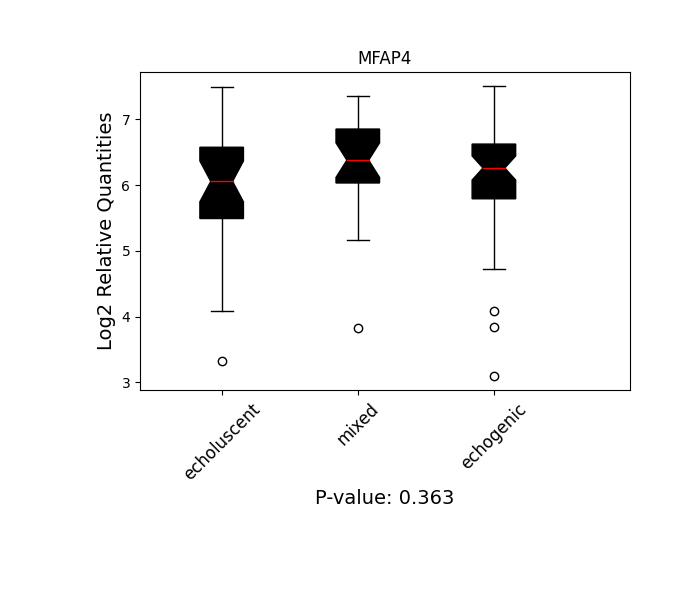 MFAP4
Log2 Relative Quantities
7
6
5
4
3
echoluscent
mixed
echogenic
P-value: 0.363